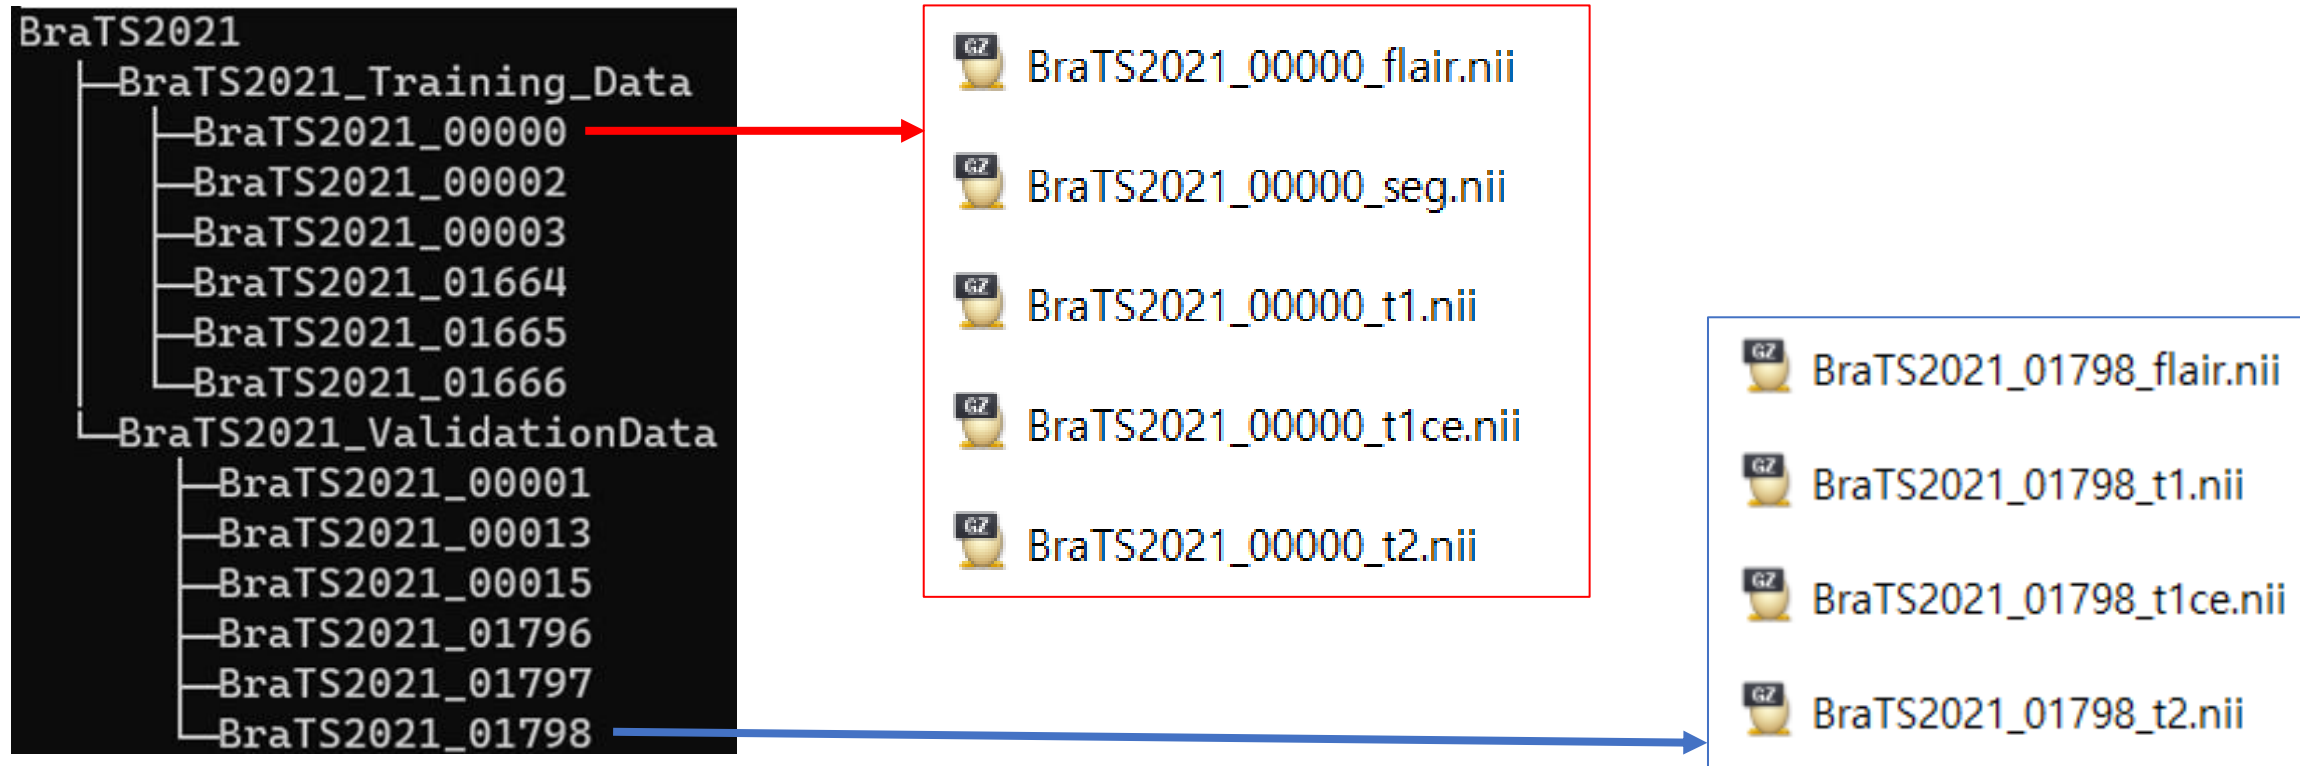 BraTS2021
BraTS2021_Training_Data
BraTS2021_00000
BraTS2021_00002
BraTS2021_00003
BraTS2021_01664
BraTS2021_01665
BraTS2021_01666
BraTS2021_ValidationData
BraTS2021_00001
BraTS2021_00013
BraTS2021_00015
BraTS2021_01796
BraTS2021_01797
BraTS2021_01798
GZ BraTS2021_00000_flair.nii
GZ BraTS2021_00000_seg.nii
GZ BraTS2021_00000_t1.nii
GZ BraTS2021_00000_t1ce.nii
GZ BraTS2021_00000_t2.nii
GZ BraTS2021_01798_flair.nii
GZ BraTS2021_01798_t1.nii
GZ BraTS2021_01798_t1ce.nii
GZ BraTS2021_01798_t2.nii